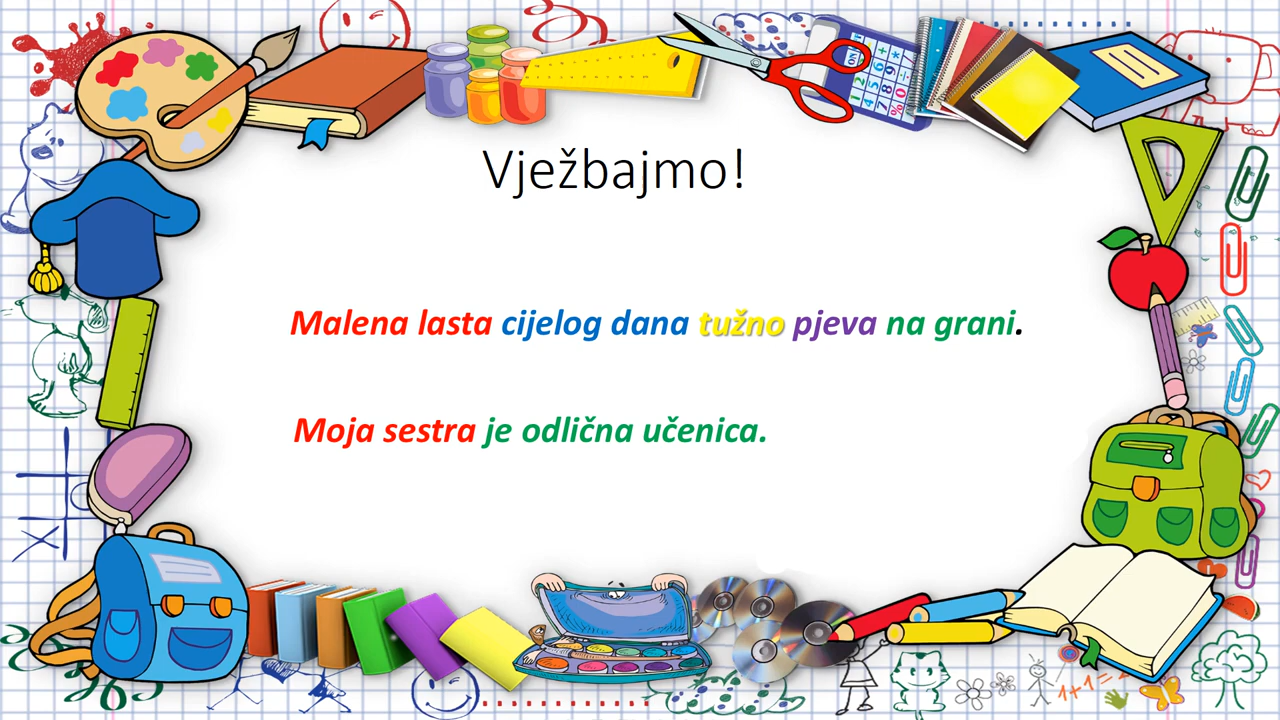 Vježbajmo!
Malena lasta cijelog dana tužno pjeva na grani.
Moja sestra je odlična učenica.